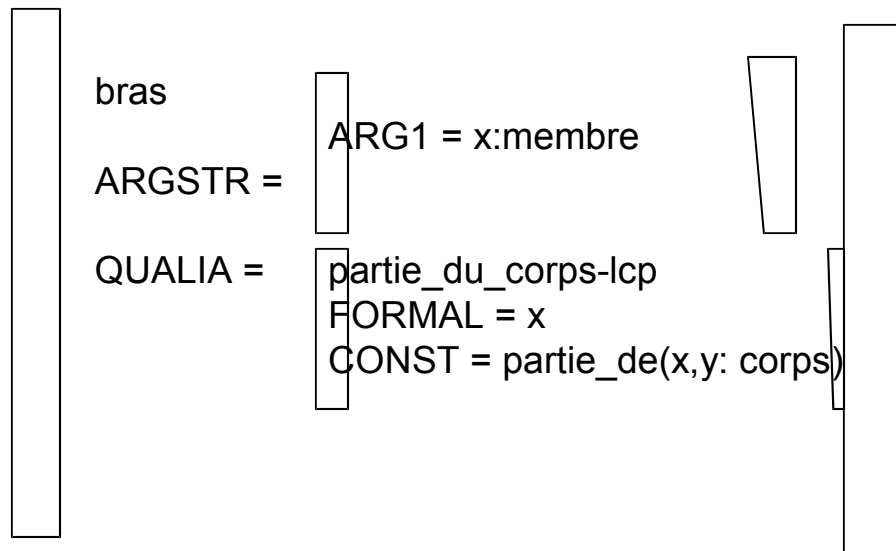 bras
ARG1 = x:membre
ARGSTR =
QUALIA = partie_du_corps-lcp
FORMAL = x
CONST = partie_de(x,y: corps)